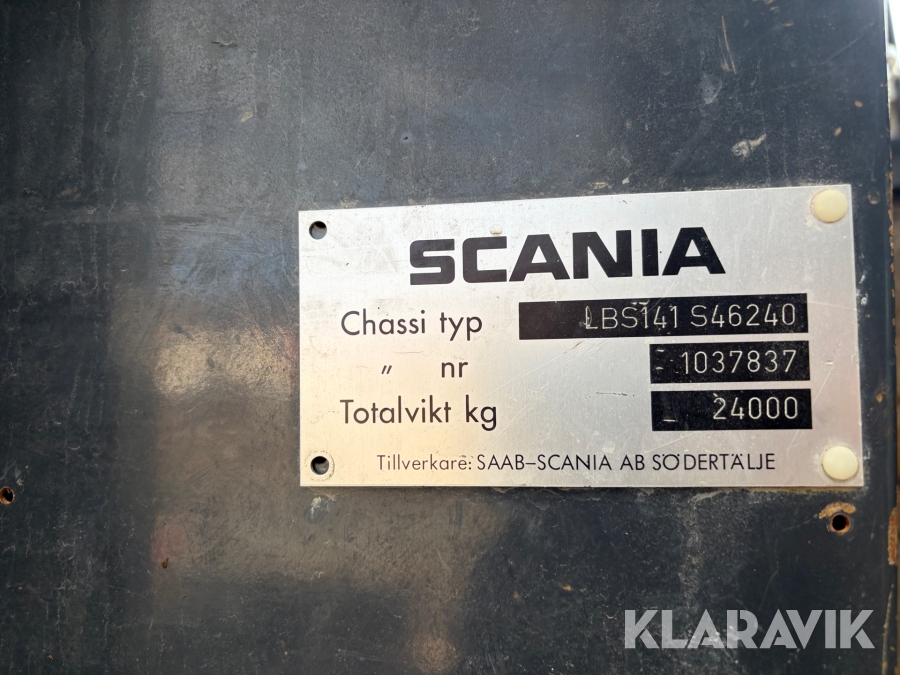 SCANIA
Chassi typ LBS141 S46240
" nr 1037837
Totalvikt kg 24000
Tillverkare: SAAB-SCANIA AB SÖDERTÄLJE
KLARAVIK